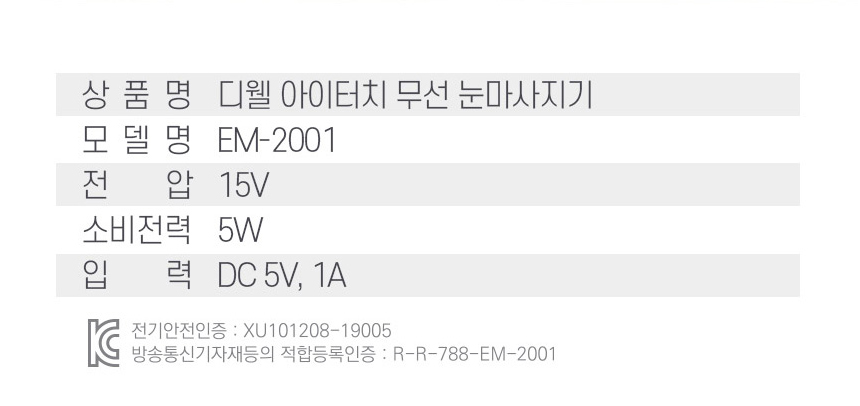 상품명 디웰 아이터치 무선 눈마사지기
모델명 EM-2001
전압 15V
소비전력 5W
입력 DC 5V, 1A
전기안전인증 : XU101208-19005
방송통신기자재등의 적합등록인증 : R-R-788-EM-2001